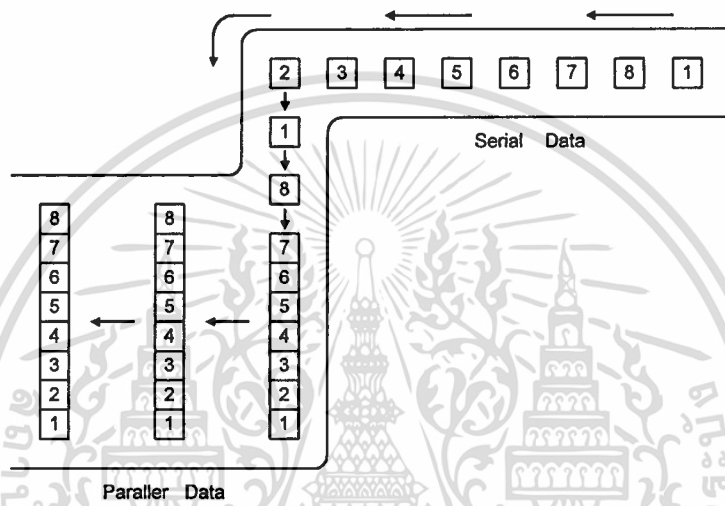 2 3 4 5 6 7 8 1
1
Serial Data
8
8 8 7
7 7 6
6 6 5
5 5 4
4 4 3
3 3 2
2 2 1
1 1
Paraller Data